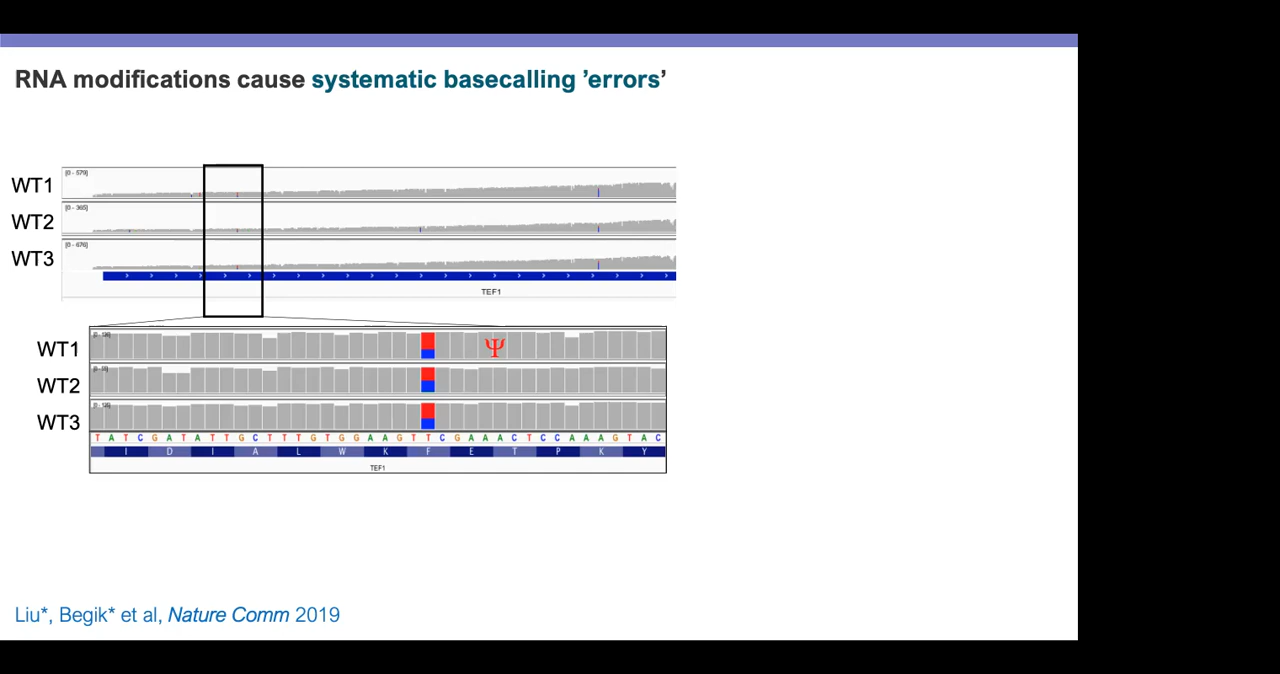 RNA modifications cause systematic basecalling ’errors’
WT1
[0 - 579]
WT2
[0 - 365]
WT3
[0 - 676]
TEF1
WT1
Ψ
WT2
WT3
T A T C G A T A T T G C T T T G T G G A A G T T C G A A A C T C C A A A G T A C
I D I A L W K F E T P K Y
TEF1
Liu*, Begik* et al, Nature Comm 2019